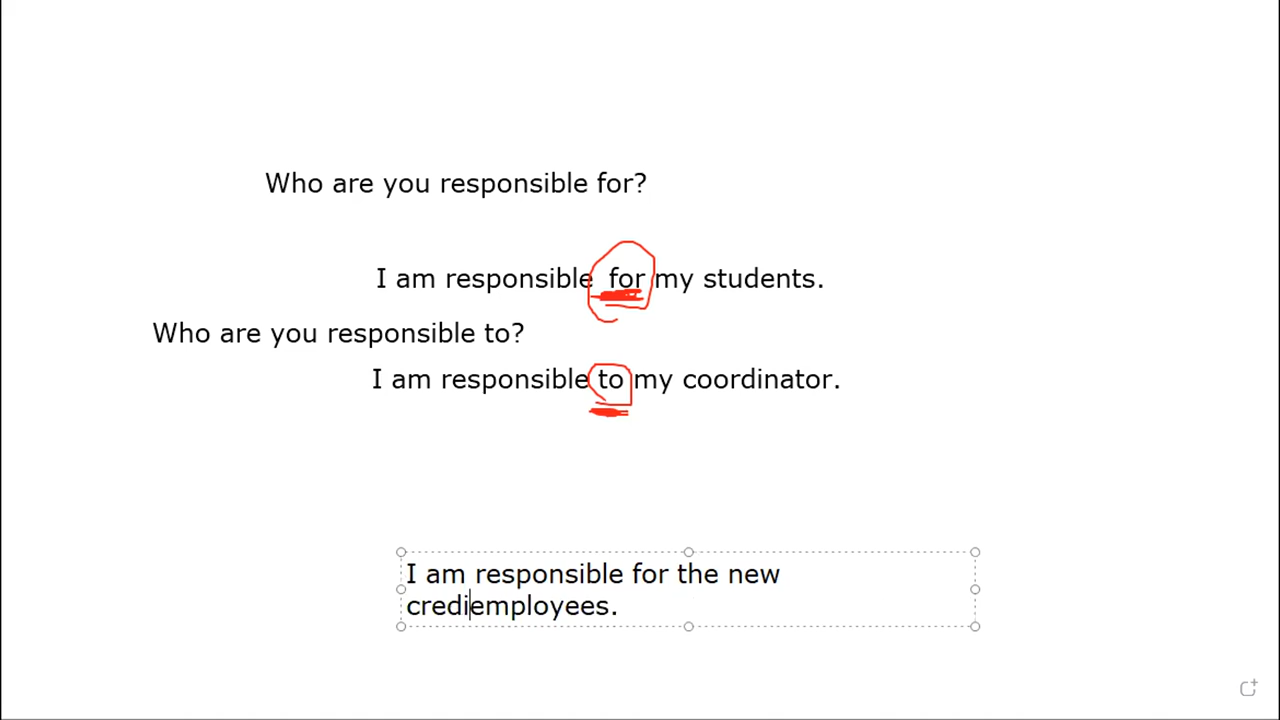 Who are you responsible for?
I am responsible for my students.
Who are you responsible to?
I am responsible to my coordinator.
I am responsible for the new
crediemployees.